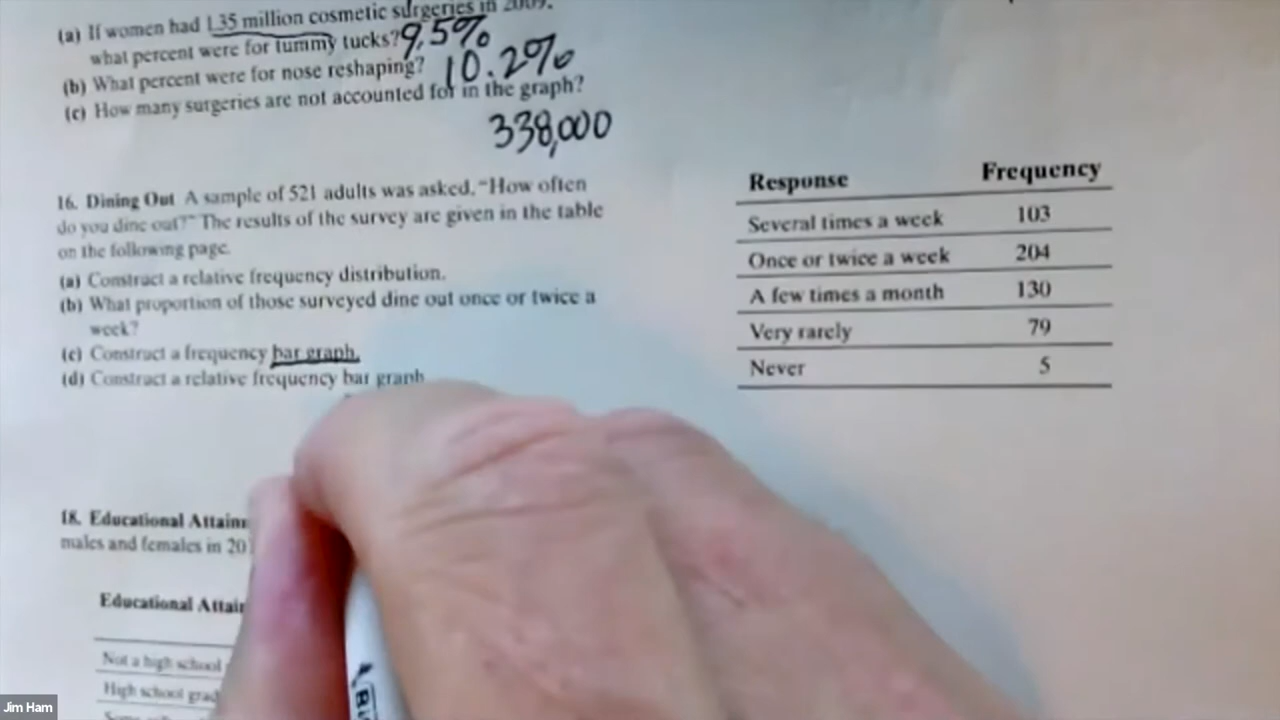 (a) If women had 1.35 million cosmetic surgeries in 2009,
what percent were for tummy tucks? 9.5%
(b) What percent were for nose reshaping? 10.2%
(c) How many surgeries are not accounted for in the graph?
338,000
16. Dining Out A sample of 521 adults was asked, "How often
do you dine out?" The results of the survey are given in the table
on the following page.
(a) Construct a relative frequency distribution.
(b) What proportion of those surveyed dine out once or twice a
week?
(c) Construct a frequency bar graph.
(d) Construct a relative frequency bar graph
Response Frequency
Several times a week 103
Once or twice a week 204
A few times a month 130
Very rarely 79
Never 5
18. Educational Attainm
males and females in 20
Educational Attain
Not a high school
High school grad
Jim Ham